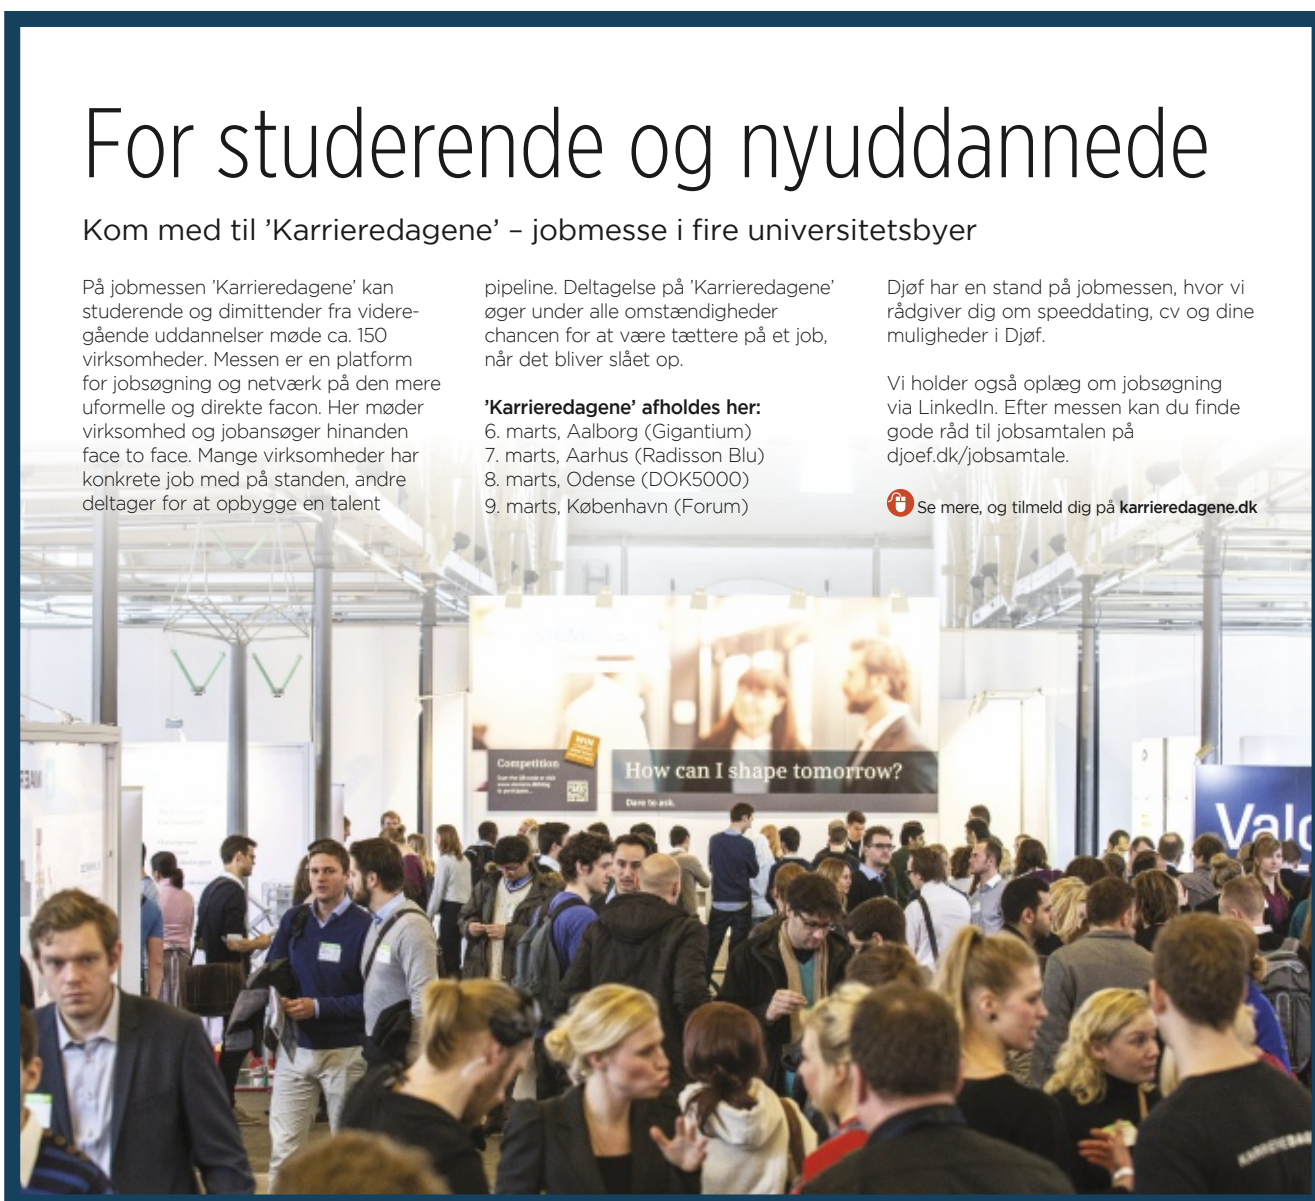 For studerende og nyuddannede
Kom med til ’Karrieredagene’ – jobmesse i fire universitetsbyer
På jobmessen ’Karrieredagene’ kan
studerende og dimittender fra videre-
gående uddannelser møde ca. 150
virksomheder. Messen er en platform
for jobsøgning og netværk på den mere
uformelle og direkte facon. Her møder
virksomhed og jobansøger hinanden
face to face. Mange virksomheder har
konkrete job med på standen, andre
deltager for at opbygge en talent
pipeline. Deltagelse på ’Karrieredagene’
øger under alle omstændigheder
chancen for at være tættere på et job,
når det bliver slået op.
’Karrieredagene’ afholdes her:
6. marts, Aalborg (Gigantium)
7. marts, Aarhus (Radisson Blu)
8. marts, Odense (DOK5000)
9. marts, København (Forum)
Djøf har en stand på jobmessen, hvor vi
rådgiver dig om speeddating, cv og dine
muligheder i Djøf.
Vi holder også oplæg om jobsøgning
via LinkedIn. Efter messen kan du finde
gode råd til jobsamtalen på
djoef.dk/jobsamtale.
Se mere, og tilmeld dig på karrieredagene.dk
WIN
Competition
How can I shape tomorrow?
Dare to ask.